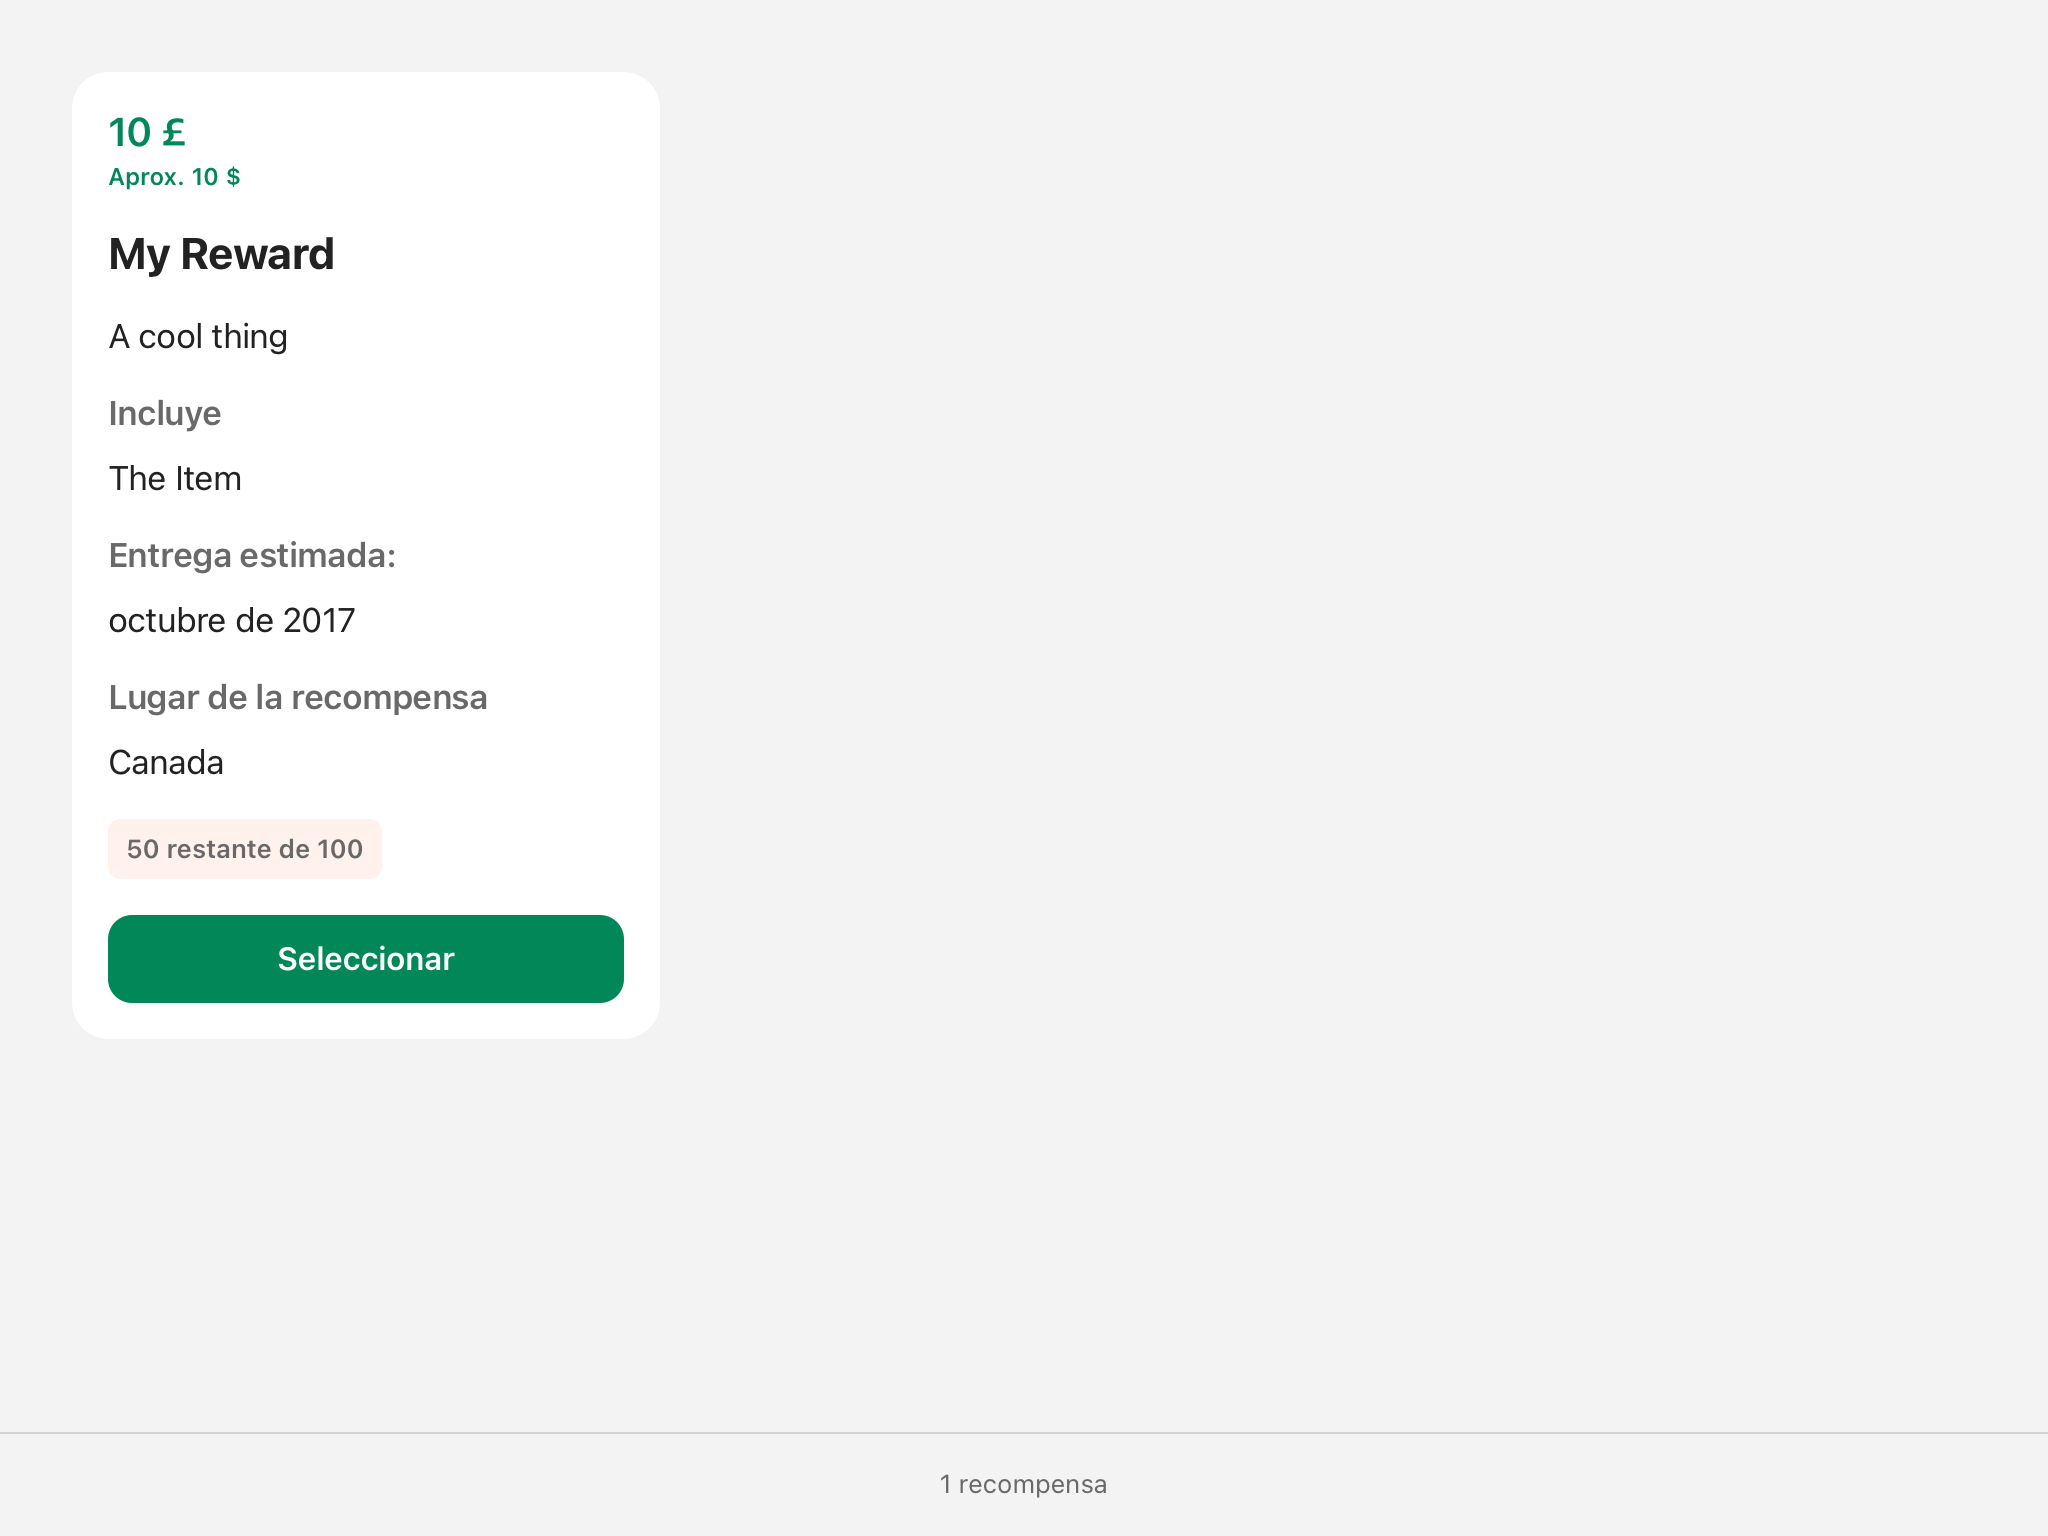 10 £
Aprox. 10 $
My Reward
A cool thing
Incluye
The Item
Entrega estimada:
octubre de 2017
Lugar de la recompensa
Canada
50 restante de 100
Seleccionar
1 recompensa